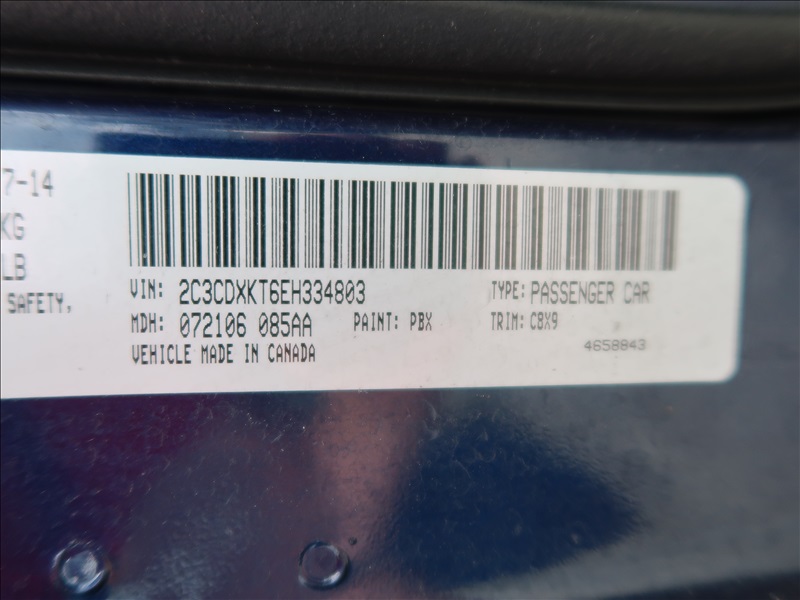 7-14
KG
LB
SAFETY,
VIN: 2C3CDXKT6EH334803 TYPE: PASSENGER CAR
MDH: 072106 085AA PAINT: PBX TRIM: C8X9
VEHICLE MADE IN CANADA 4658843